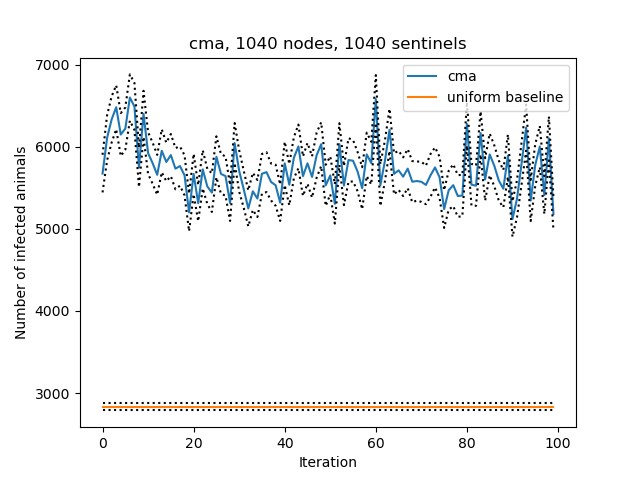 cma, 1040 nodes, 1040 sentinels
7000
6000
5000
4000
3000
Number of infected animals
cma
uniform baseline
0
20
40
60
80
100
Iteration